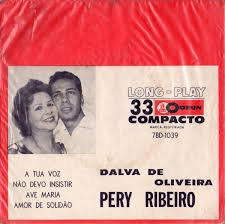 LONG-PLAY
33 ODEON
COMPACTO
MARCA REGISTRADA
7BD-1039
A TUA VOZ
NÃO DEVO INSISTIR
AVE MARIA
AMOR DE SOLIDÃO
DALVA DE
OLIVEIRA
PERY RIBEIRO